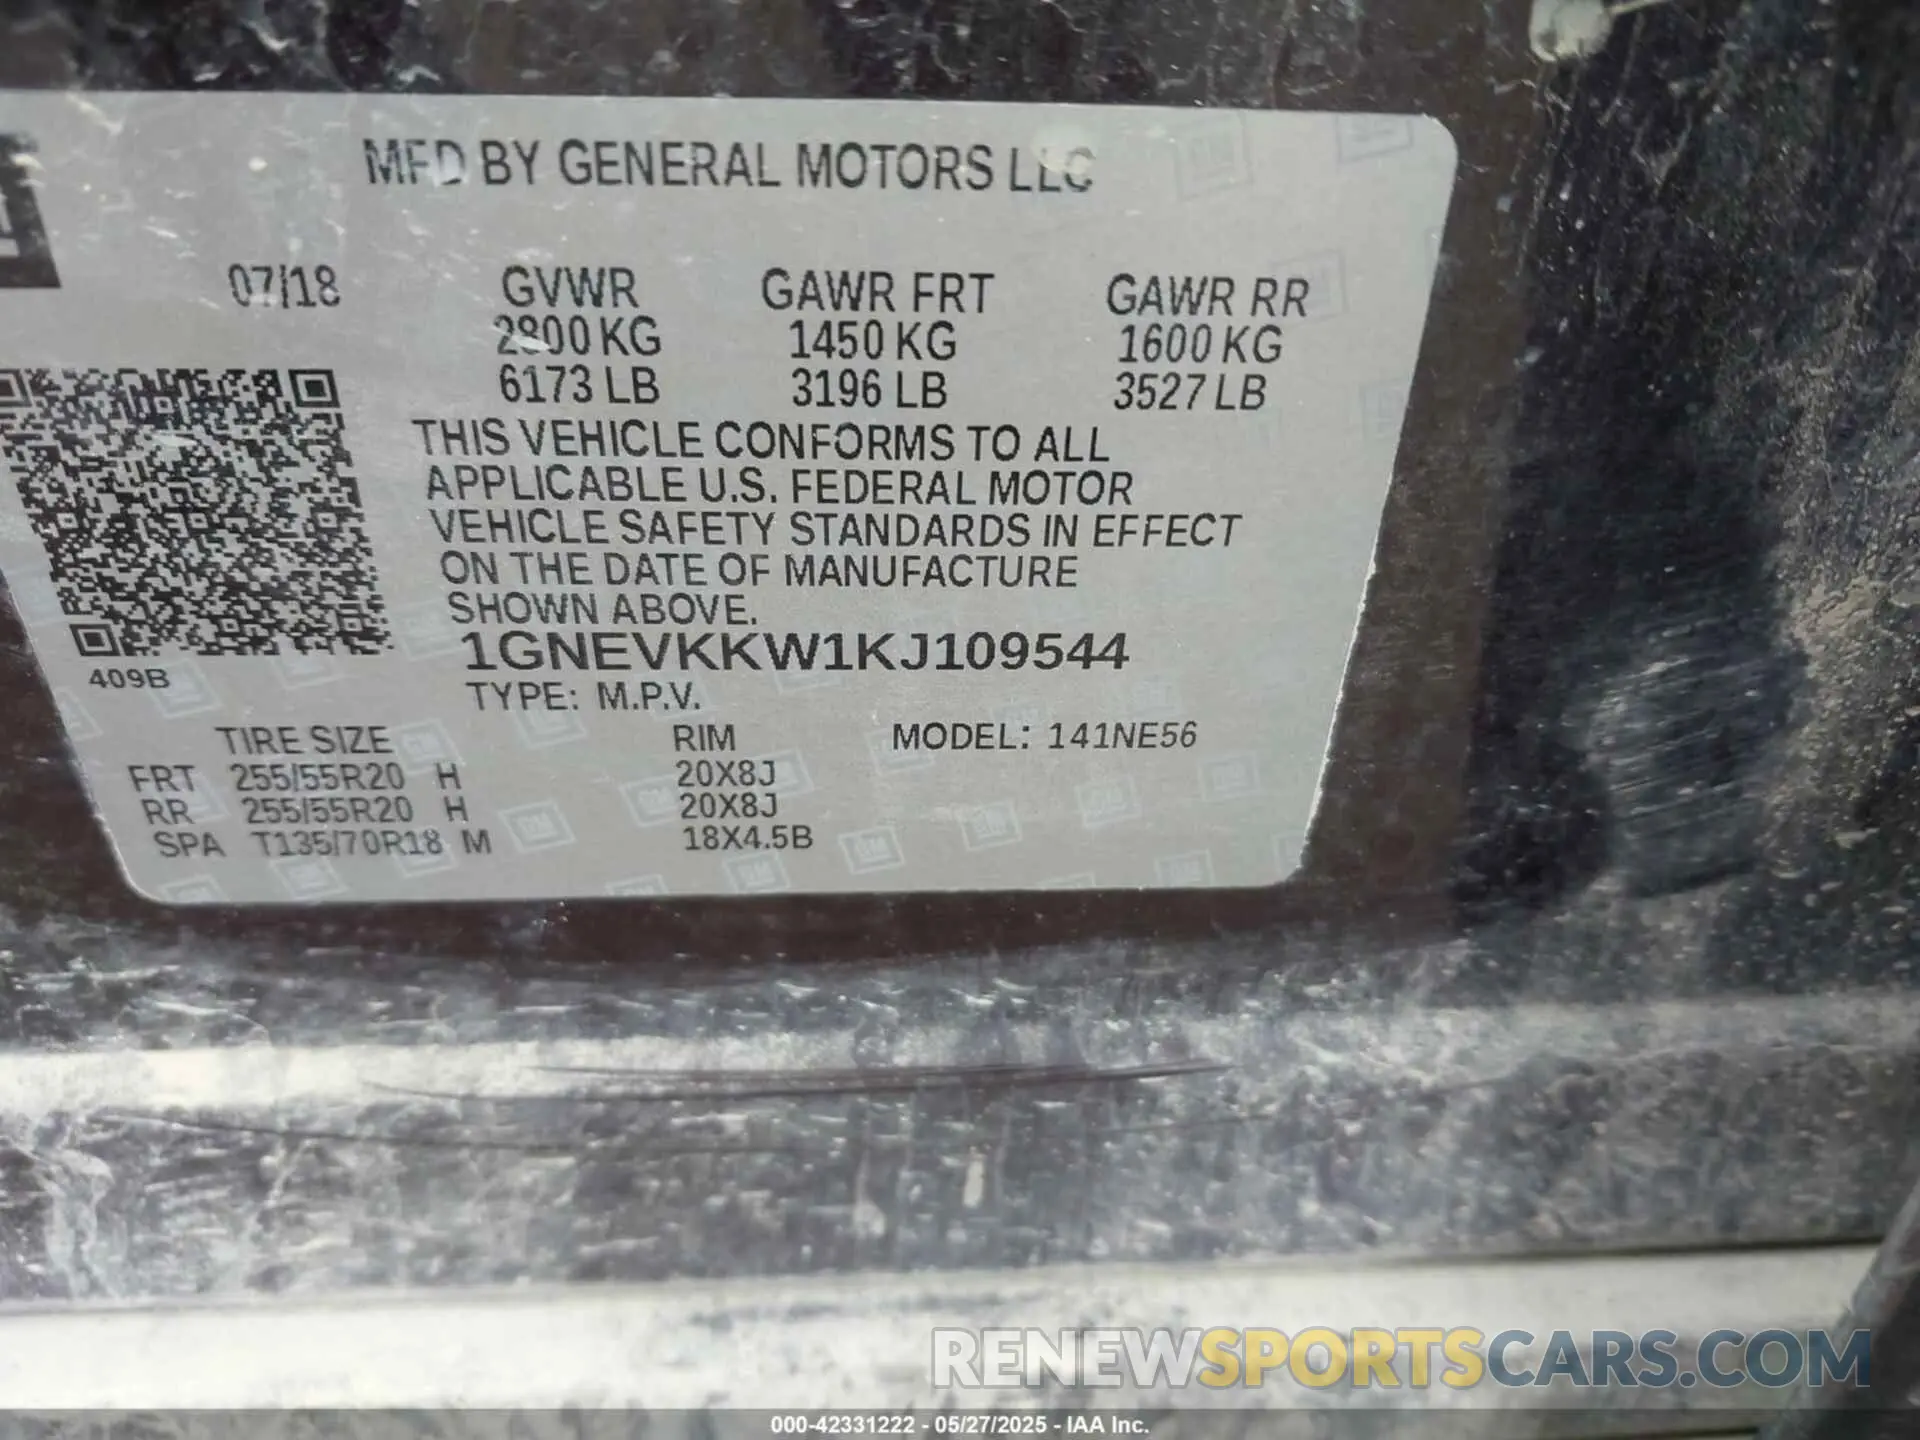 MFD BY GENERAL MOTORS LLC
07/18 GVWR GAWR FRT GAWR RR
2800 KG 1450 KG 1600 KG
6173 LB 3196 LB 3527 LB
THIS VEHICLE CONFORMS TO ALL
APPLICABLE U.S. FEDERAL MOTOR
VEHICLE SAFETY STANDARDS IN EFFECT
ON THE DATE OF MANUFACTURE
SHOWN ABOVE.
1GNEVKKW1KJ109544
409B
TYPE: M.P.V.
TIRE SIZE RIM MODEL: 141NE56
FRT 255/55R20 H 20X8J
RR 255/55R20 H 20X8J
SPA T135/70R18 M 18X4.5B
RENEWSPORTSCARS.COM
000-42331222 - 05/27/2025 - IAA Inc.